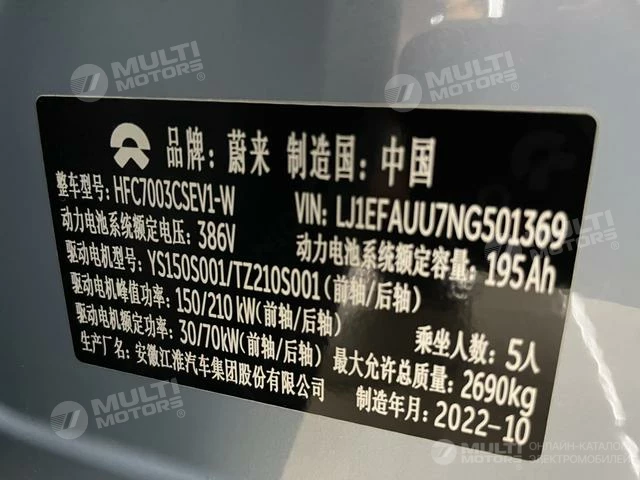 MULTI MOTORS®
MULTI MOTORS®
品牌: 蔚来 制造国: 中国
整车型号: HFC7003CSEV1-W VIN: LJ1EFAUU7NG501369
动力电池系统额定电压: 386V 动力电池系统额定容量: 195Ah
驱动电机型号: YS150S001/TZ210S001(前轴/后轴)
驱动电机峰值功率: 150/210kW(前轴/后轴)
驱动电机额定功率: 30/70kW(前轴/后轴) 乘坐人数: 5人
生产厂名: 安徽江淮汽车集团股份有限公司 最大允许总质量: 2690kg
制造年月: 2022-10
MULTI MOTORS®
MULTI MOTORS
ОНЛАЙН-КАТАЛОГ
ЭЛЕКТРОМОБИЛЕЙ